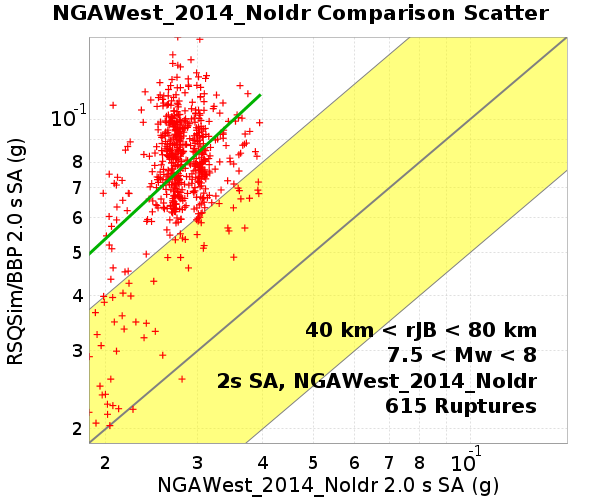 NGAWest_2014_NoIdr Comparison Scatter
RSQSim/BBP 2.0 s SA (g)
10⁻¹
8
7
6
5
4
3
2
40 km < rJB < 80 km
7.5 < Mw < 8
2s SA, NGAWest_2014_NoIdr
615 Ruptures
2 3 4 5 6 7 8 10⁻¹
NGAWest_2014_NoIdr 2.0 s SA (g)